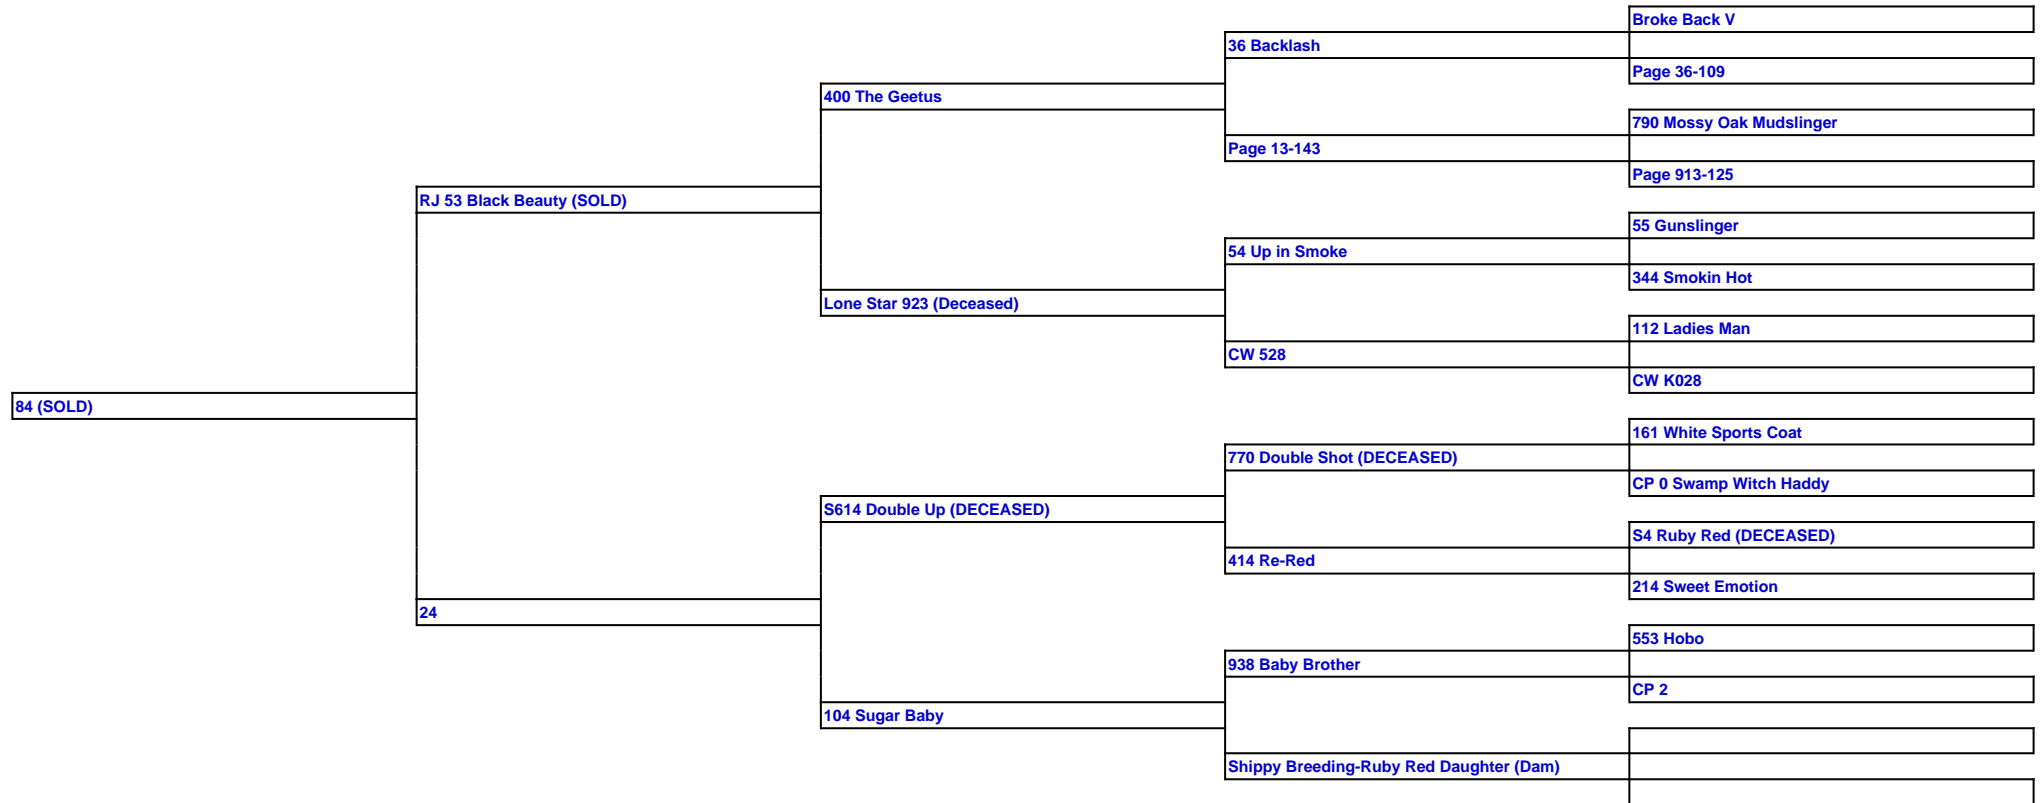 Broke Back V
36 Backlash
Page 36-109
400 The Geetus
790 Mossy Oak Mudslinger
Page 13-143
Page 913-125
RJ 53 Black Beauty (SOLD)
55 Gunslinger
54 Up in Smoke
344 Smokin Hot
Lone Star 923 (Deceased)
112 Ladies Man
CW 528
CW K028
84 (SOLD)
161 White Sports Coat
770 Double Shot (DECEASED)
CP 0 Swamp Witch Haddy
S614 Double Up (DECEASED)
S4 Ruby Red (DECEASED)
414 Re-Red
214 Sweet Emotion
24
553 Hobo
938 Baby Brother
CP 2
104 Sugar Baby
Shippy Breeding-Ruby Red Daughter (Dam)